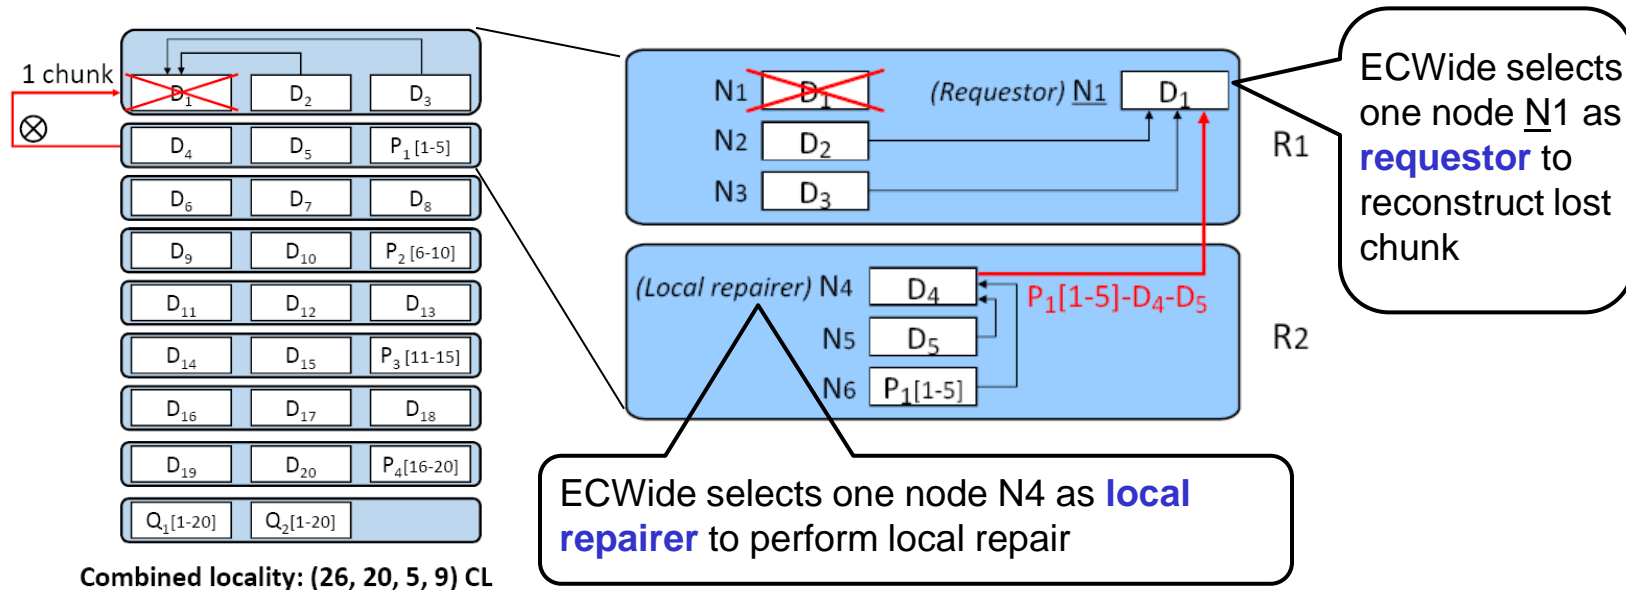 1 chunk
D1 D2 D3
D4 D5 P1 [1-5]
D6 D7 D8
D9 D10 P2 [6-10]
D11 D12 D13
D14 D15 P3 [11-15]
D16 D17 D18
D19 D20 P4[16-20]
Q1[1-20] Q2[1-20]
Combined locality: (26, 20, 5, 9) CL
N1 D1 (Requestor) N1 D1
N2 D2
N3 D3
R1
(Local repairer) N4 D4
P1[1-5]-D4-D5
N5 D5
N6 P1[1-5]
R2
ECWide selects
one node N1 as
requestor to
reconstruct lost
chunk
ECWide selects one node N4 as local
repairer to perform local repair